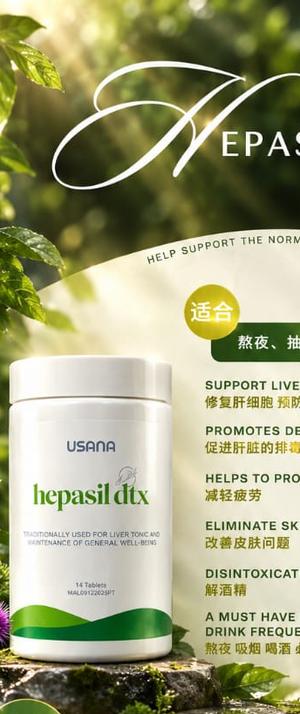 HEPAS
HELP SUPPORT THE NORM
适合
熬夜、抽
SUPPORT LIVE
修复肝细胞 预防
PROMOTES DE
促进肝脏的排毒
HELPS TO PRO
减轻疲劳
ELIMINATE SK
改善皮肤问题
DISINTOXICAT
解酒精
A MUST HAVE
DRINK FREQUE
熬夜 吸烟 喝酒 必
USANA
hepasil dtx
TRADITIONALLY USED FOR LIVER TONIC AND
MAINTENANCE OF GENERAL WELL-BEING
14 Tablets
MAL09122025PT